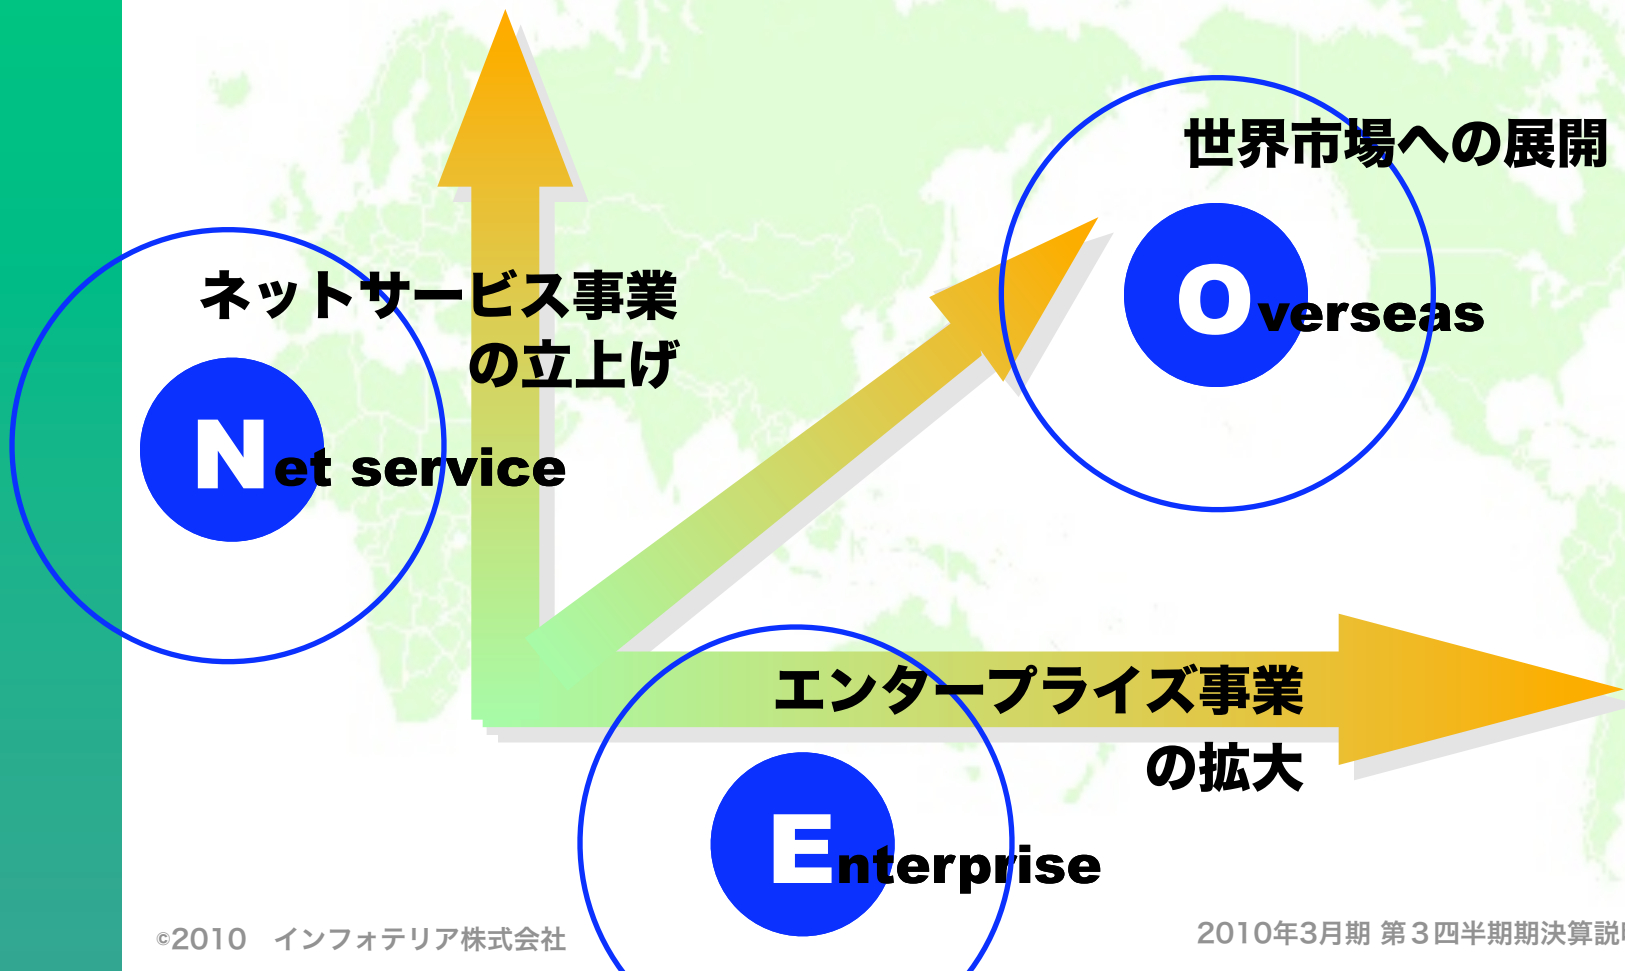 世界市場への展開
Overseas
ネットサービス事業
の立上げ
Net service
エンタープライズ事業
の拡大
Enterprise
©2010 インフォテリア株式会社
2010年3月期 第３四半期期決算説